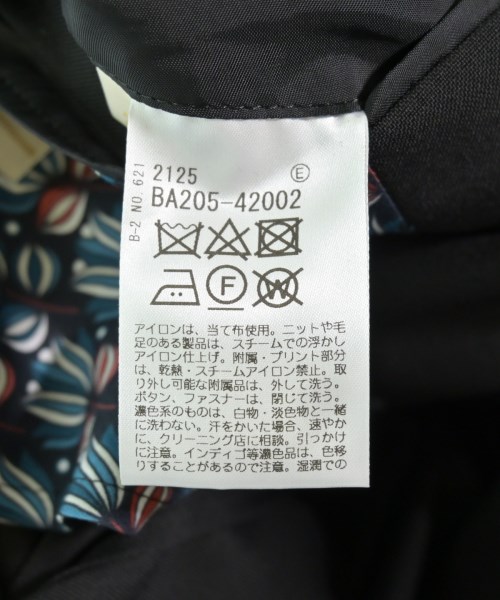 B-2 NO. 621
2125 E
BA205-42002
F
W
アイロンは、当て布使用。ニットや毛
足のある製品は、スチームでの浮かし
アイロン仕上げ。附属・プリント部分
は、乾熱・スチームアイロン禁止。取
り外し可能な附属品は、外して洗う。
ボタン、ファスナーは、閉じて洗う。
濃色系のものは、白物・淡色物と一緒
に洗わない。汗をかいた場合、速やか
に、クリーニング店に相談。引っかけ
に注意。インディゴ等濃色品は、色移
りすることがあるので注意。湿潤での